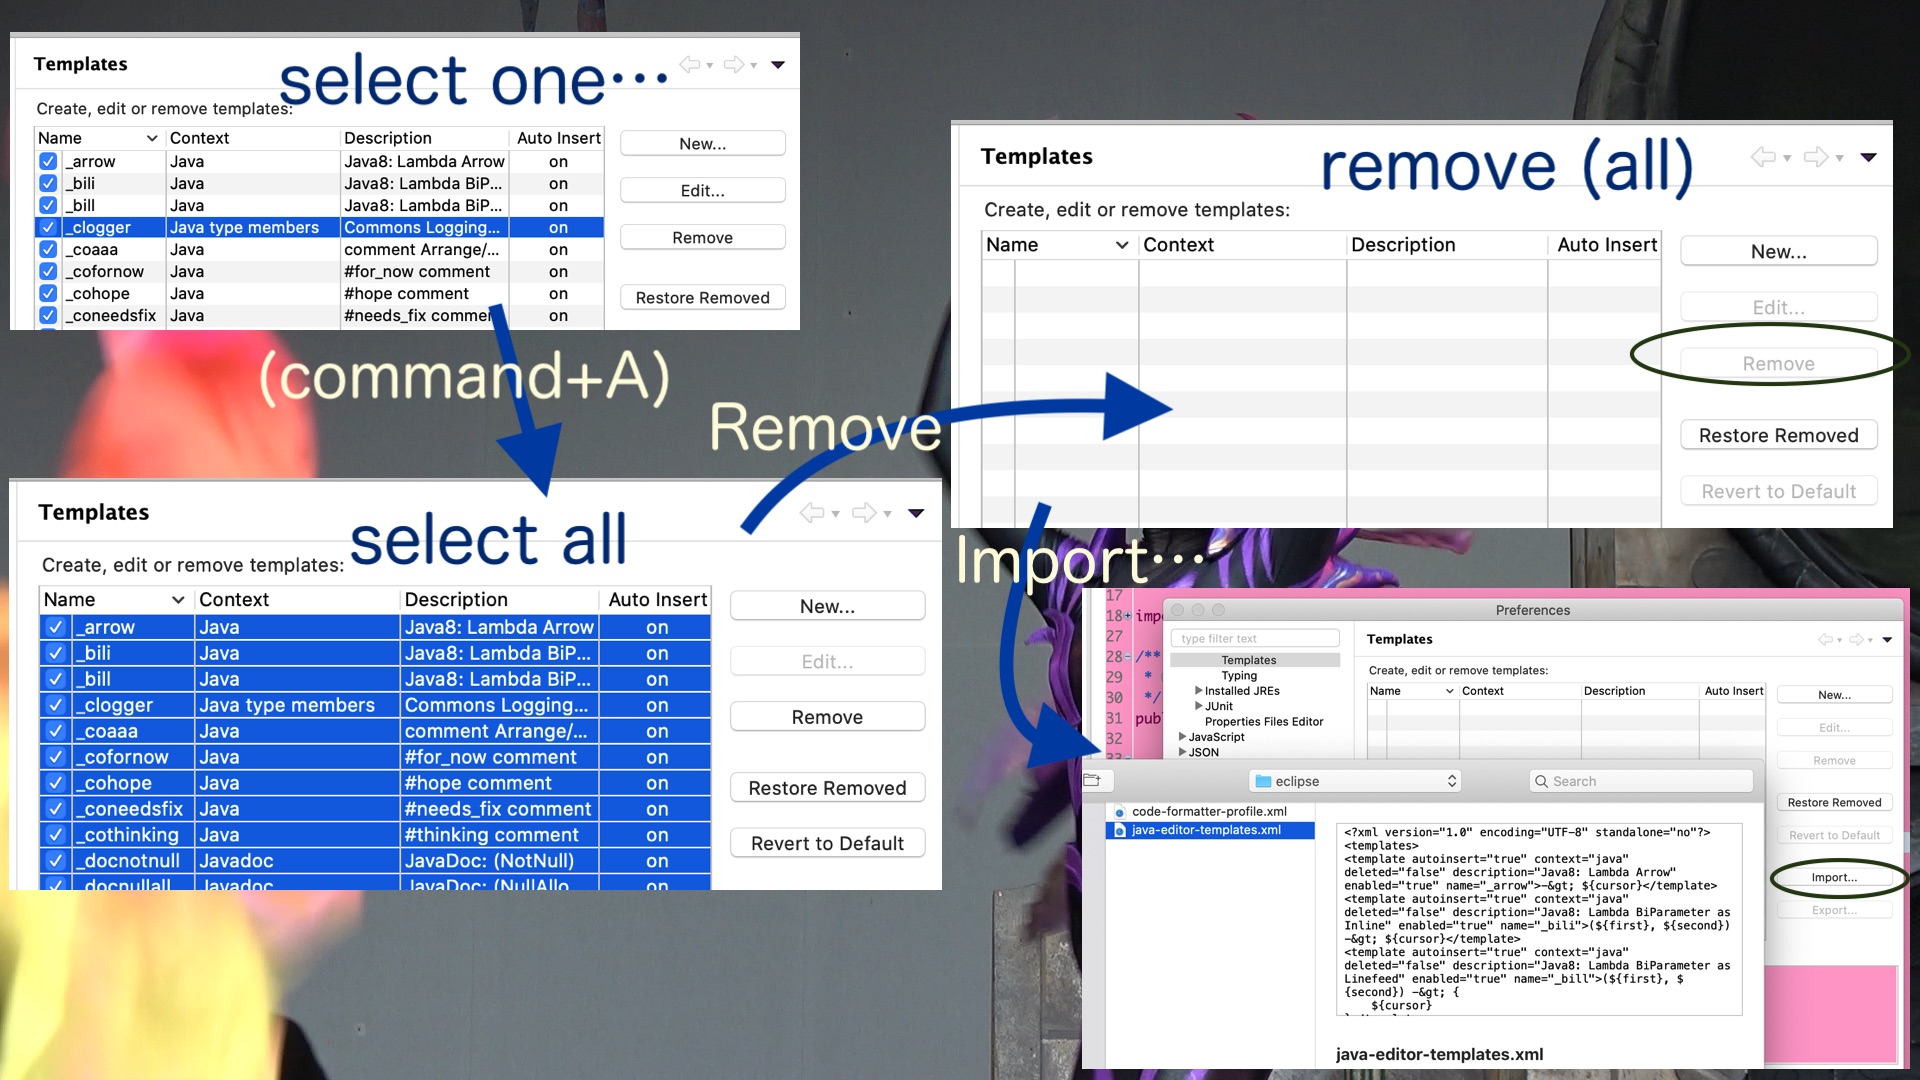 Templates
select one…
Create, edit or remove templates:
Name Context Description Auto Insert
_arrow Java Java8: Lambda Arrow on
_bili Java Java8: Lambda BiP... on
_bill Java Java8: Lambda BiP... on
_clogger Java type members Commons Logging... on
_coaaa Java comment Arrange/... on
_cofornow Java #for_now comment on
_cohope Java #hope comment on
_coneedsfix Java #needs_fix on
New...
Edit...
Remove
Restore Removed
(command+A)
Templates
select all
Create, edit or remove templates:
Name Context Description Auto Insert
_arrow Java Java8: Lambda Arrow on
_bili Java Java8: Lambda BiP... on
_bill Java Java8: Lambda BiP... on
_clogger Java type members Commons Logging... on
_coaaa Java comment Arrange/... on
_cofornow Java #for_now comment on
_cohope Java #hope comment on
_coneedsfix Java #needs_fix comment on
_cothinking Java #thinking comment on
_docnotnull Javadoc JavaDoc: (NotNull) on
_docnullall Javadoc JavaDoc: (NullAllo on
New...
Edit...
Remove
Restore Removed
Revert to Default
Remove
Templates
remove (all)
Create, edit or remove templates:
Name Context Description Auto Insert
New...
Edit...
Remove
Restore Removed
Revert to Default
Import…
17
18 imp
27
28 /**
29 *
30 */
31 pub
32
33
Preferences
type filter text
Templates
Typing
Installed JREs
JUnit
Properties Files Editor
JavaScript
JSON
Templates
Create, edit or remove templates:
Name Context Description Auto Insert
New...
Edit...
Remove
Restore Removed
Revert to Default
Import...
Export...
eclipse
Search
code-formatter-profile.xml
java-editor-templates.xml
<?xml version="1.0" encoding="UTF-8" standalone="no"?>
<templates>
<template autoinsert="true" context="java"
deleted="false" description="Java8: Lambda Arrow"
enabled="true" name="_arrow">-&gt; ${cursor}</template>
<template autoinsert="true" context="java"
deleted="false" description="Java8: Lambda BiParameter as
Inline" enabled="true" name="_bili">(${first}, ${second})
-&gt; ${cursor}</template>
<template autoinsert="true" context="java"
deleted="false" description="Java8: Lambda BiParameter as
Linefeed" enabled="true" name="_bill">(${first}, $
{second}) -&gt; {
${cursor}
java-editor-templates.xml